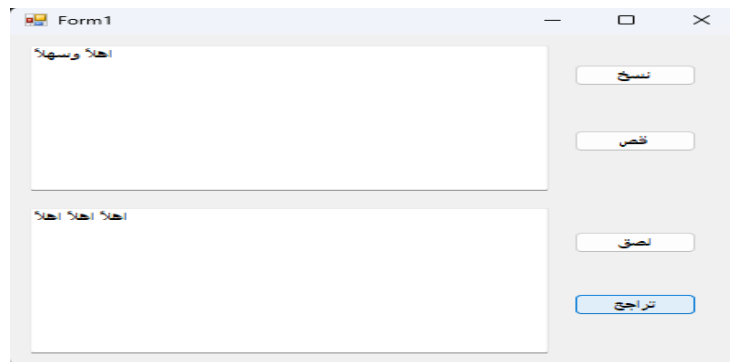 Form1
اهلاً وسهلاً
نسخ
قص
اهلاً اهلاً اهلاً
لصق
تراجع